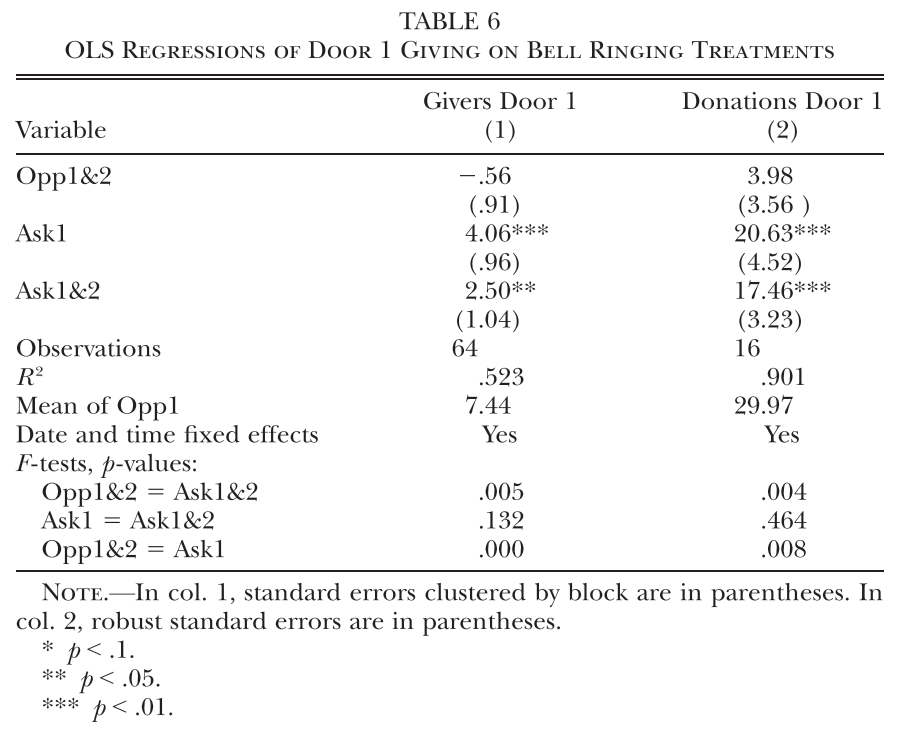 TABLE 6
OLS Regressions of Door 1 Giving on Bell Ringing Treatments
Givers Door 1 Donations Door 1
Variable (1) (2)
Opp1&2 −.56 3.98
(.91) (3.56 )
Ask1 4.06*** 20.63***
(.96) (4.52)
Ask1&2 2.50** 17.46***
(1.04) (3.23)
Observations 64 16
R² .523 .901
Mean of Opp1 7.44 29.97
Date and time fixed effects Yes Yes
F-tests, p-values:
Opp1&2 = Ask1&2 .005 .004
Ask1 = Ask1&2 .132 .464
Opp1&2 = Ask1 .000 .008
Note.—In col. 1, standard errors clustered by block are in parentheses. In
col. 2, robust standard errors are in parentheses.
* p < .1.
** p < .05.
*** p < .01.